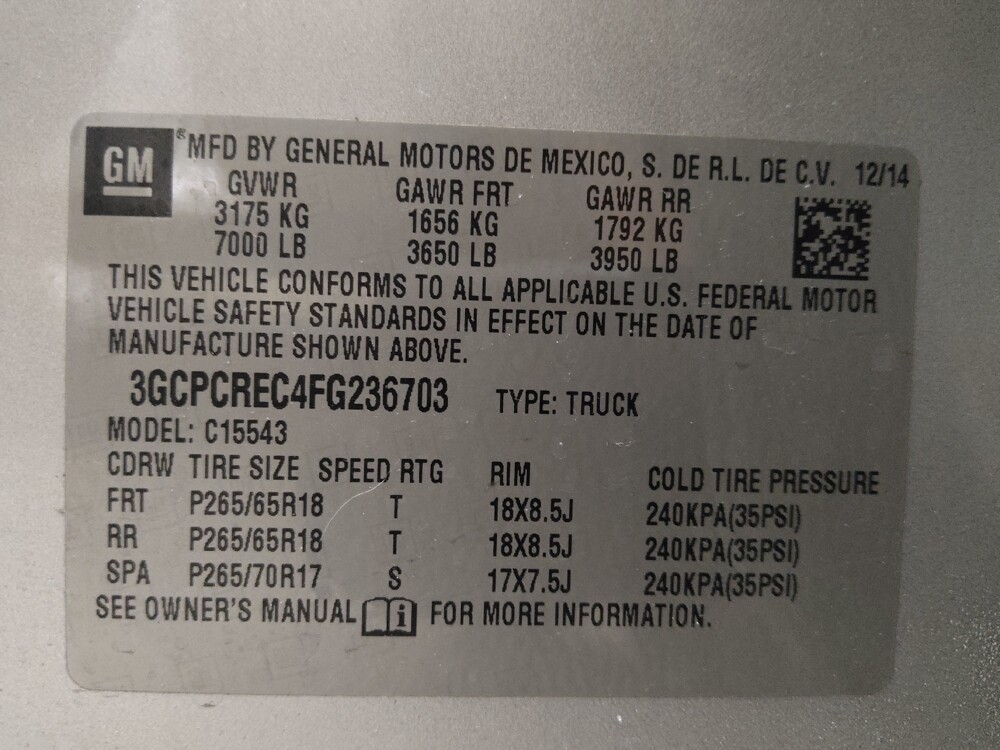 GM ® MFD BY GENERAL MOTORS DE MEXICO, S. DE R.L. DE C.V. 12/14
GVWR GAWR FRT GAWR RR
3175 KG 1656 KG 1792 KG
7000 LB 3650 LB 3950 LB
THIS VEHICLE CONFORMS TO ALL APPLICABLE U.S. FEDERAL MOTOR
VEHICLE SAFETY STANDARDS IN EFFECT ON THE DATE OF
MANUFACTURE SHOWN ABOVE.
3GCPCREC4FG236703 TYPE: TRUCK
MODEL: C15543
CDRW TIRE SIZE SPEED RTG RIM COLD TIRE PRESSURE
FRT P265/65R18 T 18X8.5J 240KPA(35PSI)
RR P265/65R18 T 18X8.5J 240KPA(35PSI)
SPA P265/70R17 S 17X7.5J 240KPA(35PSI)
SEE OWNER'S MANUAL i FOR MORE INFORMATION.